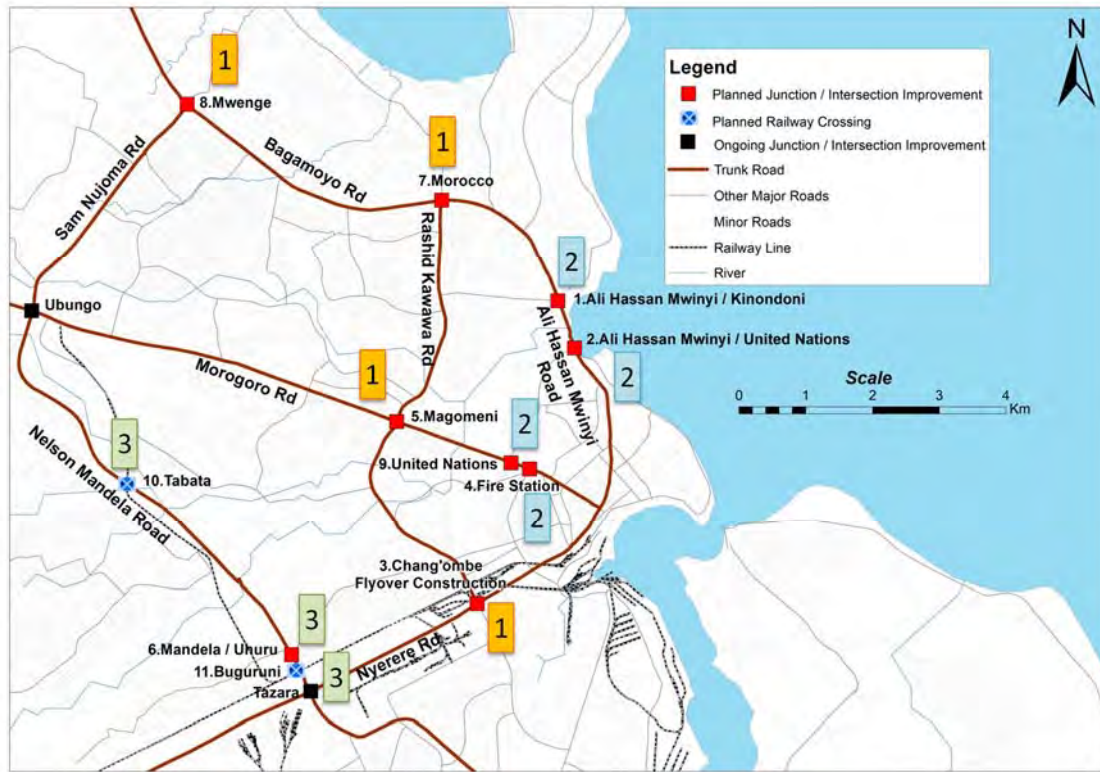 N
Legend
Planned Junction / Intersection Improvement
Planned Railway Crossing
Ongoing Junction / Intersection Improvement
Trunk Road
Other Major Roads
Minor Roads
Railway Line
River
1
8.Mwenge
Sam Nujoma Rd
Bagamoyo Rd
1
7.Morocco
Rashid Kawawa Rd
2
1.Ali Hassan Mwinyi / Kinondoni
Ali Hassan Mwinyi
Road
2.Ali Hassan Mwinyi / United Nations
2
Ubungo
Morogoro Rd
1
5.Magomeni
Scale
0 1 2 3 4
Km
2
9.United Nations
4.Fire Station
2
3
10.Tabata
Nelson Mandela Road
3.Chang'ombe
Flyover Construction
1
3
6.Mandela / Uhuru
11.Buguruni
Tazara
3
Nyerere Rd